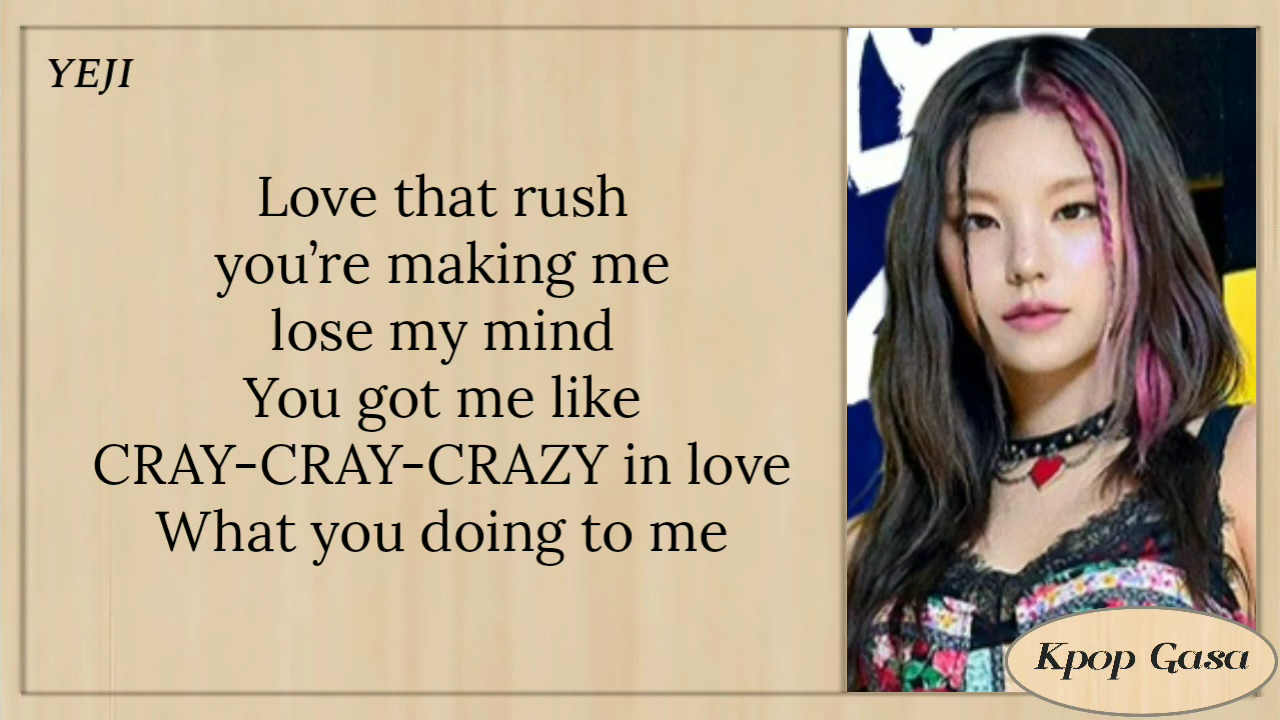 YEJI
Love that rush
you’re making me
lose my mind
You got me like
CRAY-CRAY-CRAZY in love
What you doing to me
Kpop Gasa